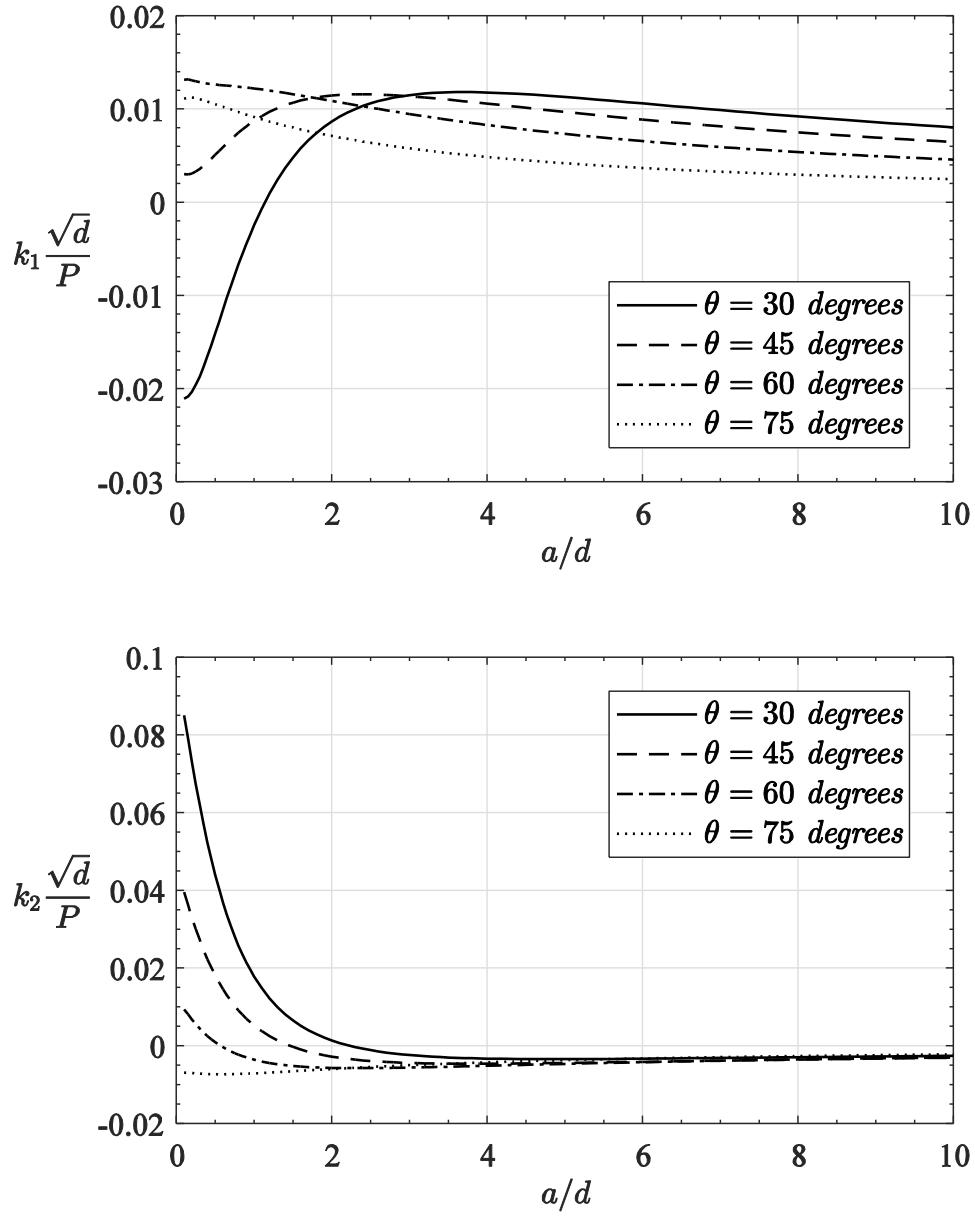 0.02
0.01
0
-0.01
-0.02
-0.03
k₁ √d/P
θ = 30 degrees
θ = 45 degrees
θ = 60 degrees
θ = 75 degrees
0 2 4 6 8 10
a/d
0.1
0.08
0.06
0.04
0.02
0
-0.02
k₂ √d/P
θ = 30 degrees
θ = 45 degrees
θ = 60 degrees
θ = 75 degrees
0 2 4 6 8 10
a/d